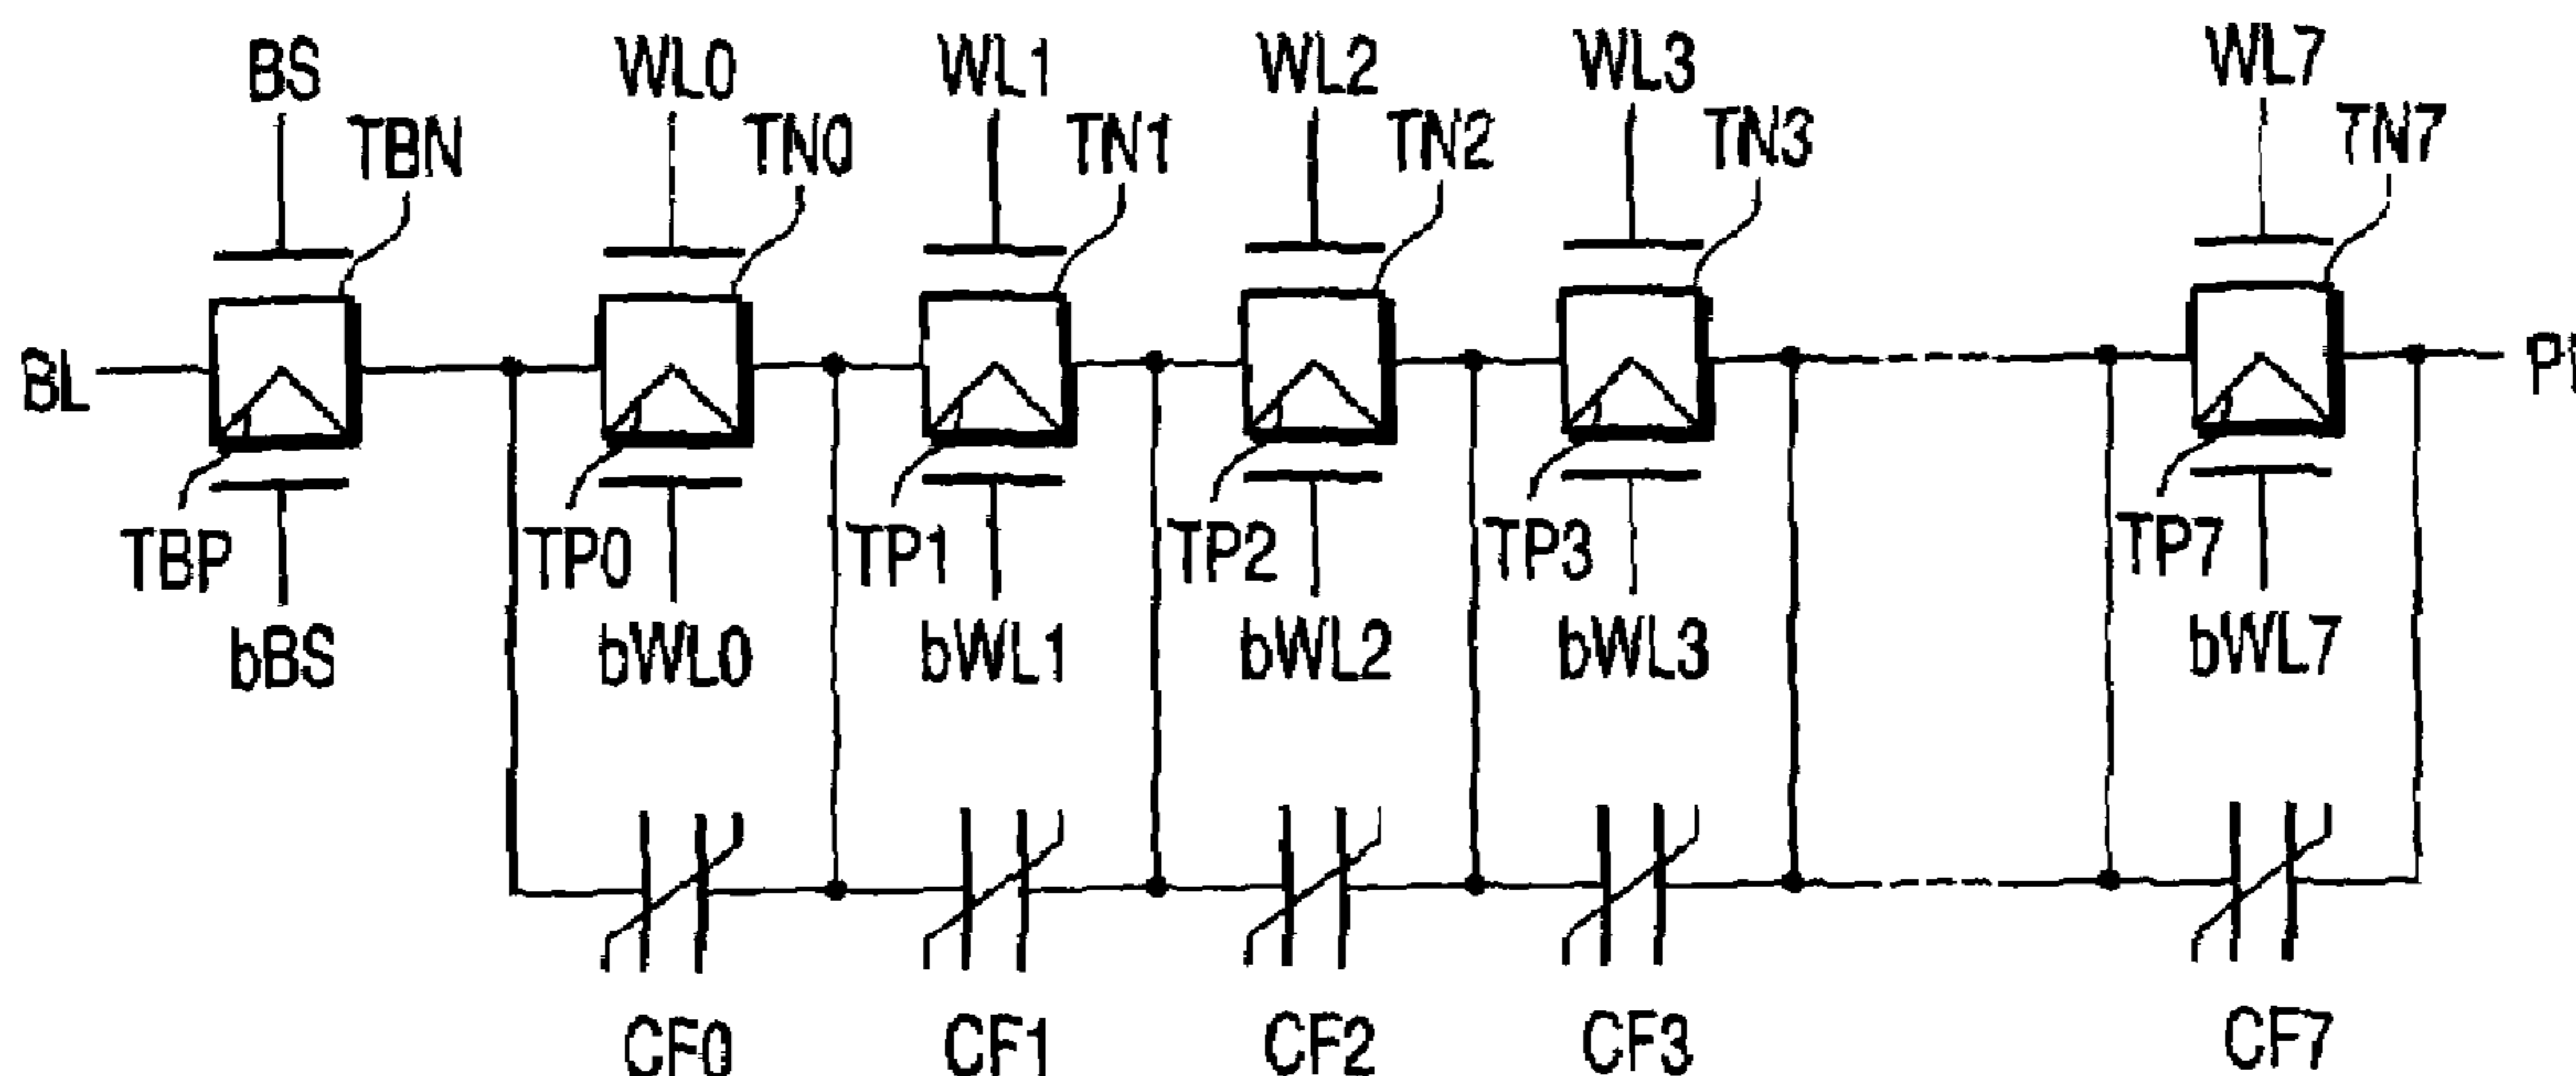 BS WL0 WL1 WL2 WL3 WL7
TBN TN0 TN1 TN2 TN3 TN7
BL
TBP TP0 TP1 TP2 TP3 TP7
bBS bWL0 bWL1 bWL2 bWL3 bWL7
CF0 CF1 CF2 CF3 CF7